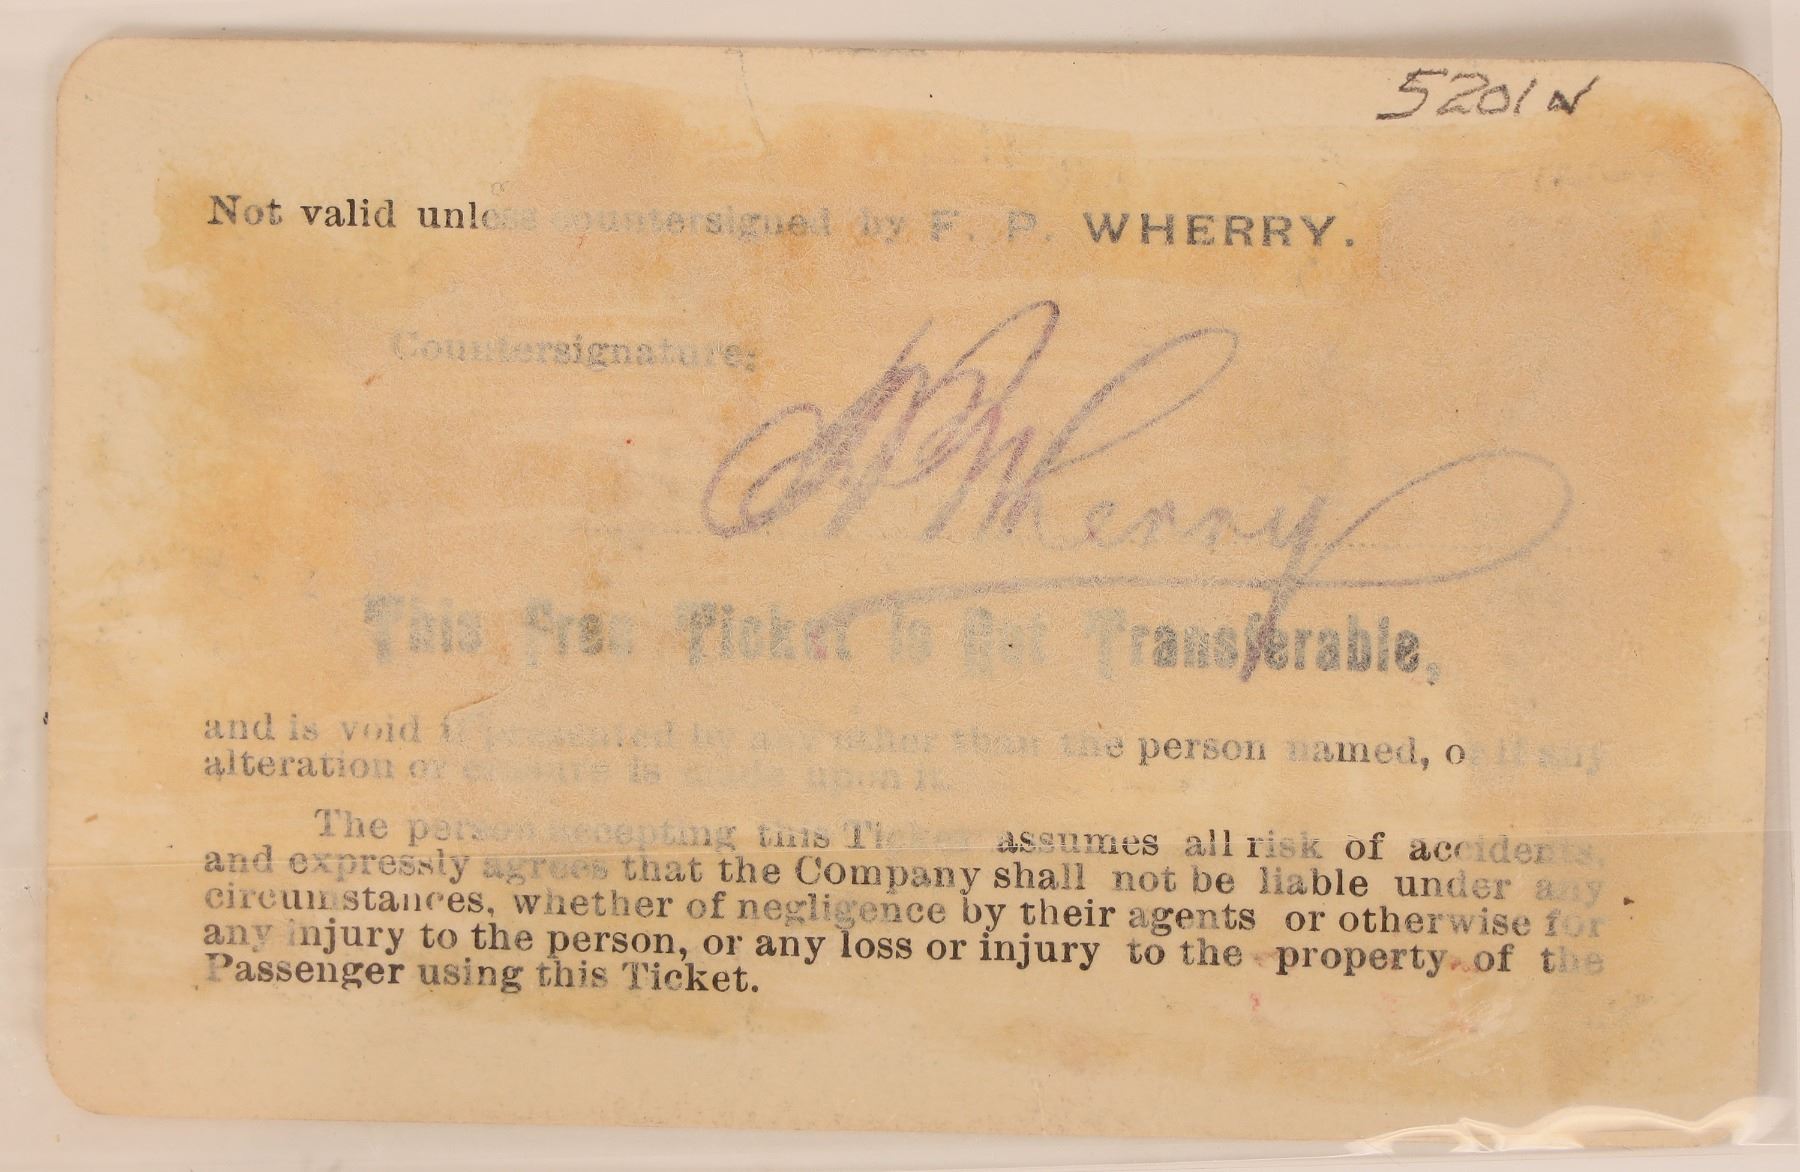 5201N
Not valid unless countersigned by F. P. WHERRY.
Countersignature:
F P Wherry
This Free Ticket is Not Transferable,
and is void if presented by any other than the person named, or if any
alteration or erasure is made upon it.
The person accepting this Ticket assumes all risk of accidents,
and expressly agrees that the Company shall not be liable under any
circumstances, whether of negligence by their agents or otherwise for
any injury to the person, or any loss or injury to the property of the
Passenger using this Ticket.